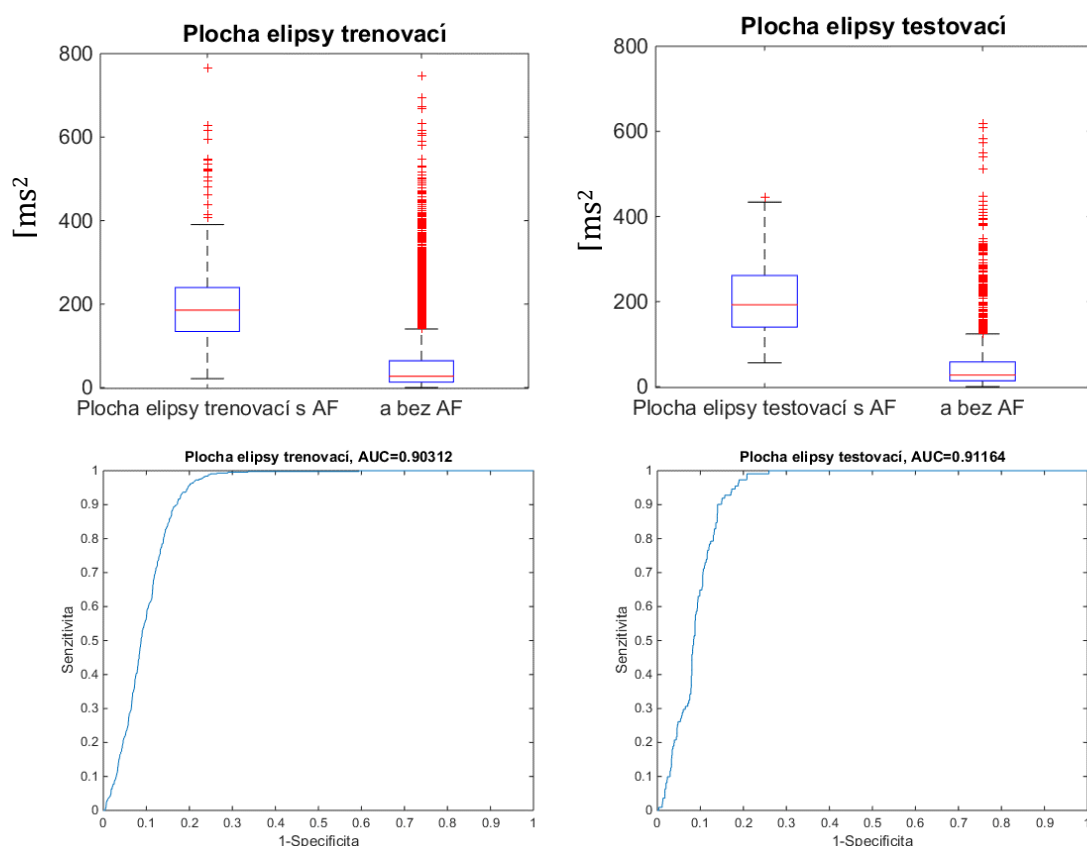 Plocha elipsy trenovací
800
600
400
200
0
[ms²
Plocha elipsy trenovací s AF
a bez AF
Plocha elipsy testovací
800
600
400
200
0
[ms²
Plocha elipsy testovací s AF
a bez AF
Plocha elipsy trenovací, AUC=0.90312
1
0.9
0.8
0.7
0.6
0.5
0.4
0.3
0.2
0.1
0
Senzitivita
0 0.1 0.2 0.3 0.4 0.5 0.6 0.7 0.8 0.9 1
1-Specificita
Plocha elipsy testovací, AUC=0.91164
1
0.9
0.8
0.7
0.6
0.5
0.4
0.3
0.2
0.1
0
Senzitivita
0 0.1 0.2 0.3 0.4 0.5 0.6 0.7 0.8 0.9 1
1-Specificita